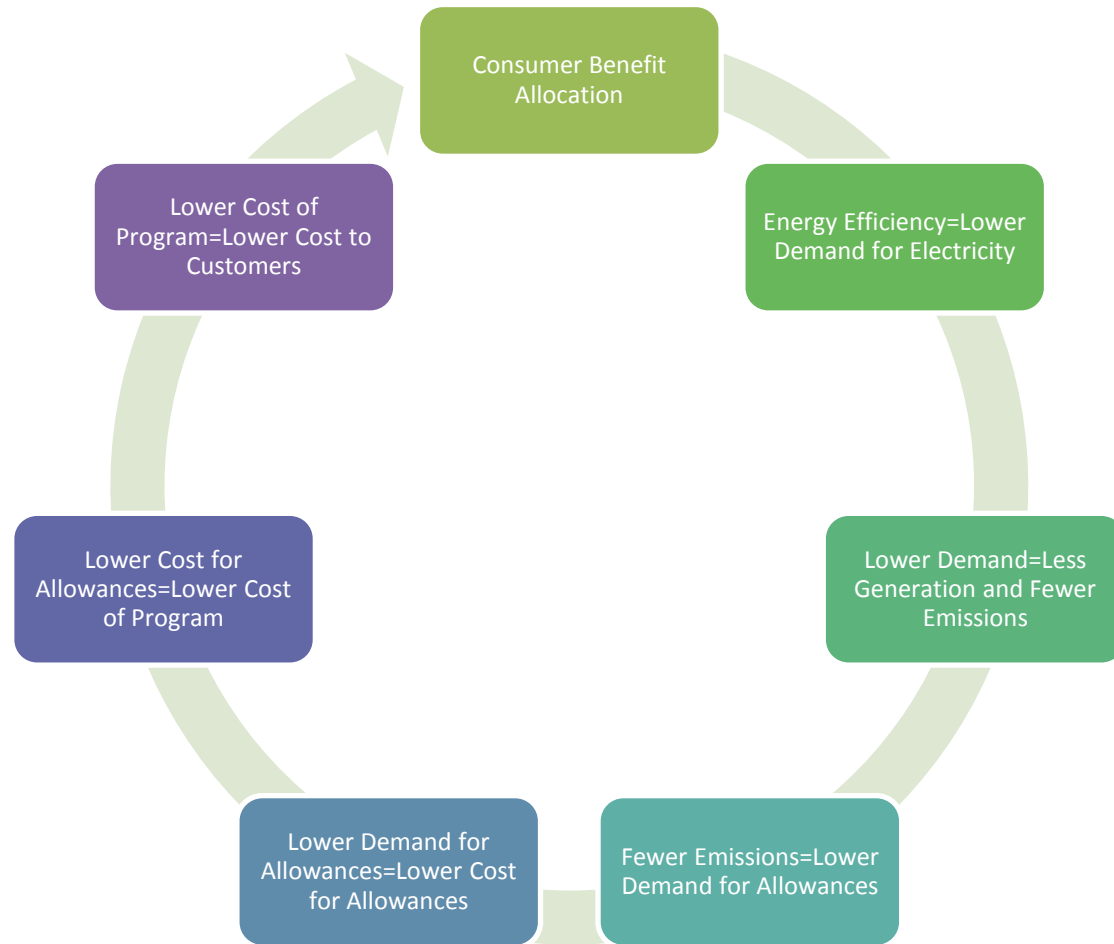 Consumer Benefit
Allocation
Energy Efficiency=Lower
Demand for Electricity
Lower Demand=Less
Generation and Fewer
Emissions
Fewer Emissions=Lower
Demand for Allowances
Lower Demand for
Allowances=Lower Cost
for Allowances
Lower Cost for
Allowances=Lower Cost
of Program
Lower Cost of
Program=Lower Cost to
Customers